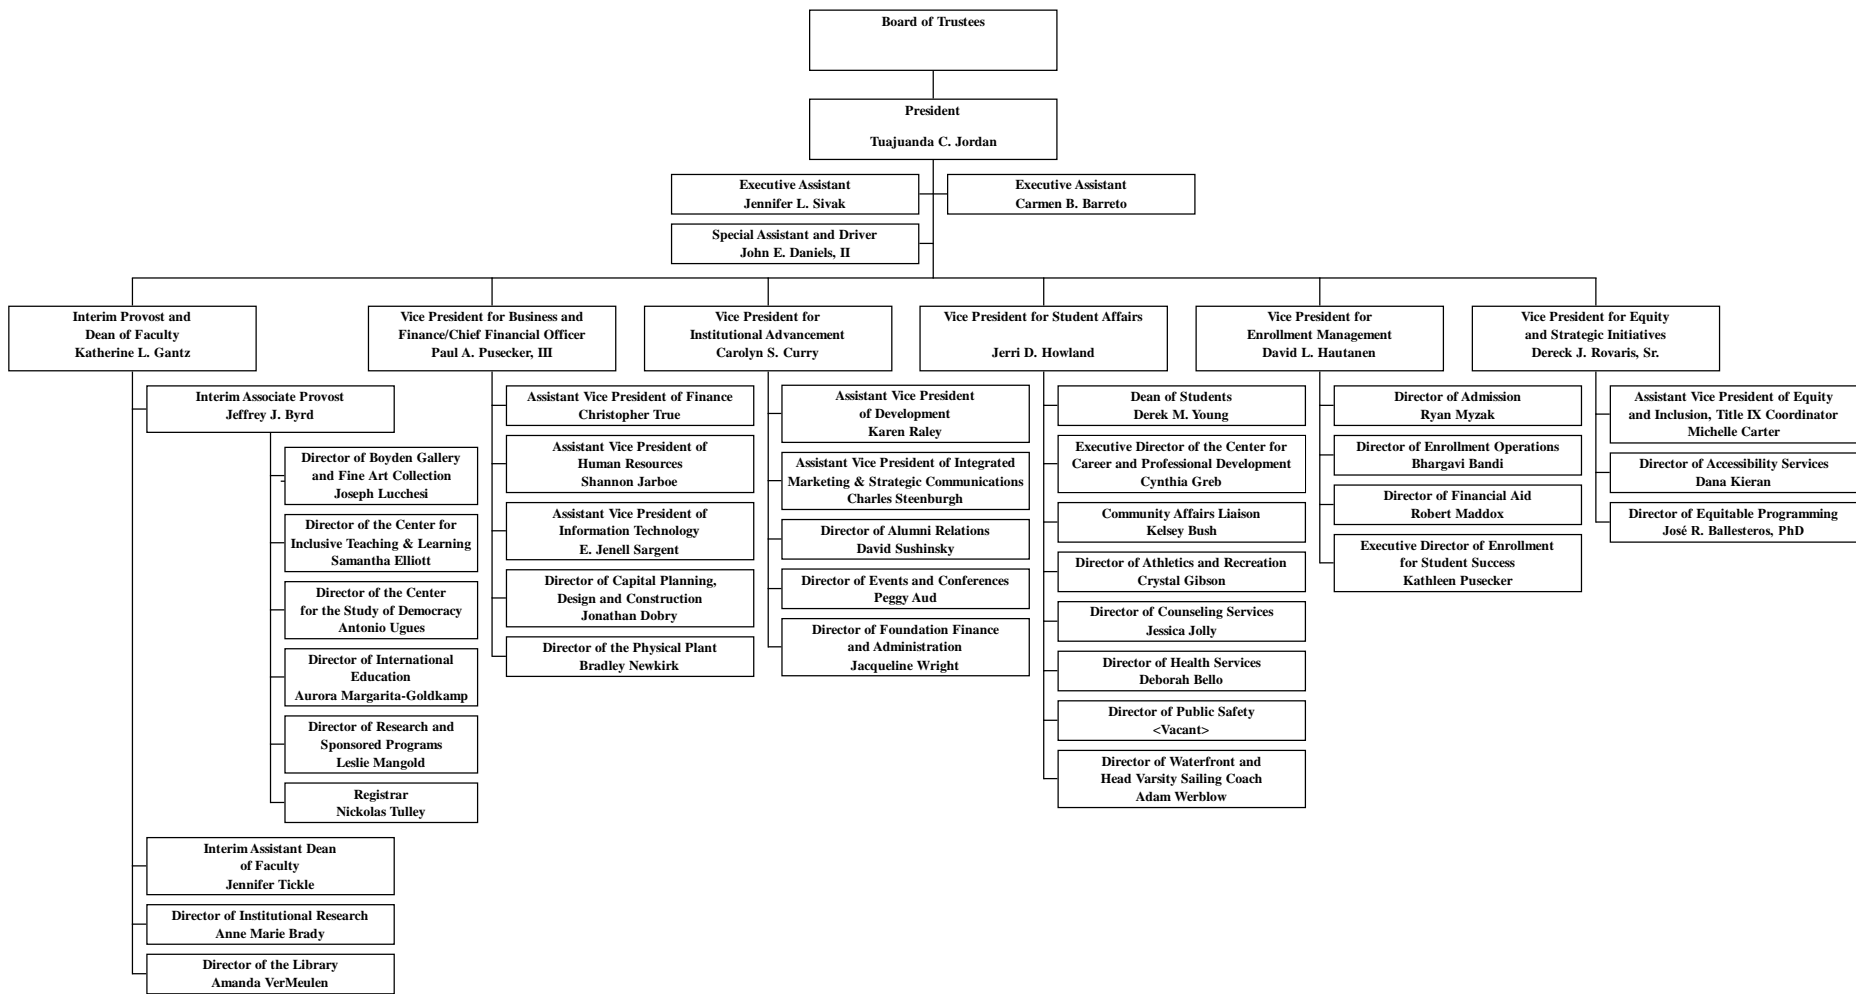 Board of Trustees
President
Tuajuanda C. Jordan
Executive Assistant
Jennifer L. Sivak
Executive Assistant
Carmen B. Barreto
Special Assistant and Driver
John E. Daniels, II
Interim Provost and
Dean of Faculty
Katherine L. Gantz
Interim Associate Provost
Jeffrey J. Byrd
Director of Boyden Gallery
and Fine Art Collection
Joseph Lucchesi
Director of the Center for
Inclusive Teaching & Learning
Samantha Elliott
Director of the Center
for the Study of Democracy
Antonio Ugues
Director of International
Education
Aurora Margarita-Goldkamp
Director of Research and
Sponsored Programs
Leslie Mangold
Registrar
Nickolas Tulley
Interim Assistant Dean
of Faculty
Jennifer Tickle
Director of Institutional Research
Anne Marie Brady
Director of the Library
Amanda VerMeulen
Vice President for Business and
Finance/Chief Financial Officer
Paul A. Pusecker, III
Assistant Vice President of Finance
Christopher True
Assistant Vice President of
Human Resources
Shannon Jarboe
Assistant Vice President of
Information Technology
E. Jenell Sargent
Director of Capital Planning,
Design and Construction
Jonathan Dobry
Director of the Physical Plant
Bradley Newkirk
Vice President for
Institutional Advancement
Carolyn S. Curry
Assistant Vice President
of Development
Karen Raley
Assistant Vice President of Integrated
Marketing & Strategic Communications
Charles Steenburgh
Director of Alumni Relations
David Sushinsky
Director of Events and Conferences
Peggy Aud
Director of Foundation Finance
and Administration
Jacqueline Wright
Vice President for Student Affairs
Jerri D. Howland
Dean of Students
Derek M. Young
Executive Director of the Center for
Career and Professional Development
Cynthia Greb
Community Affairs Liaison
Kelsey Bush
Director of Athletics and Recreation
Crystal Gibson
Director of Counseling Services
Jessica Jolly
Director of Health Services
Deborah Bello
Director of Public Safety
<Vacant>
Director of Waterfront and
Head Varsity Sailing Coach
Adam Werblow
Vice President for
Enrollment Management
David L. Hautanen
Director of Admission
Ryan Myzak
Director of Enrollment Operations
Bhargavi Bandi
Director of Financial Aid
Robert Maddox
Executive Director of Enrollment
for Student Success
Kathleen Pusecker
Vice President for Equity
and Strategic Initiatives
Dereck J. Rovaris, Sr.
Assistant Vice President of Equity
and Inclusion, Title IX Coordinator
Michelle Carter
Director of Accessibility Services
Dana Kieran
Director of Equitable Programming
José R. Ballesteros, PhD